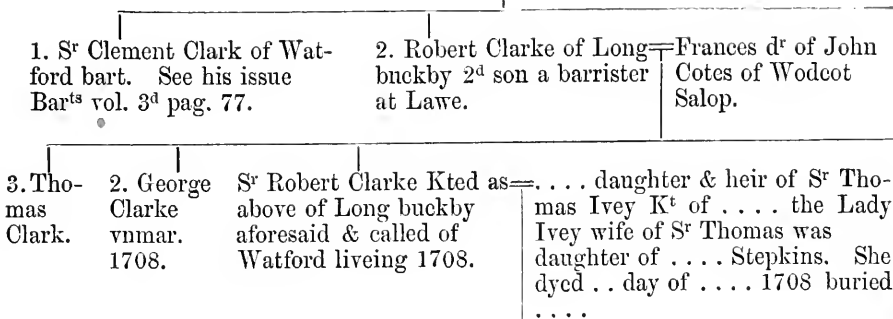 1. Sʳ Clement Clark of Wat-
ford bart. See his issue
Barᵗˢ vol. 3ᵈ pag. 77.
2. Robert Clarke of Long
buckby 2ᵈ son a barrister
at Lawe.
Frances dʳ of John
Cotes of Wodcot
Salop.
3. Tho-
mas
Clark.
2. George
Clarke
vnmar.
1708.
Sʳ Robert Clarke Kted as
above of Long buckby
aforesaid & called of
Watford liveing 1708.
. . . . daughter & heir of Sʳ Tho-
mas Ivey Kᵗ of . . . . the Lady
Ivey wife of Sʳ Thomas was
daughter of . . . . Stepkins. She
dyed . . day of . . . . 1708 buried
. . . .